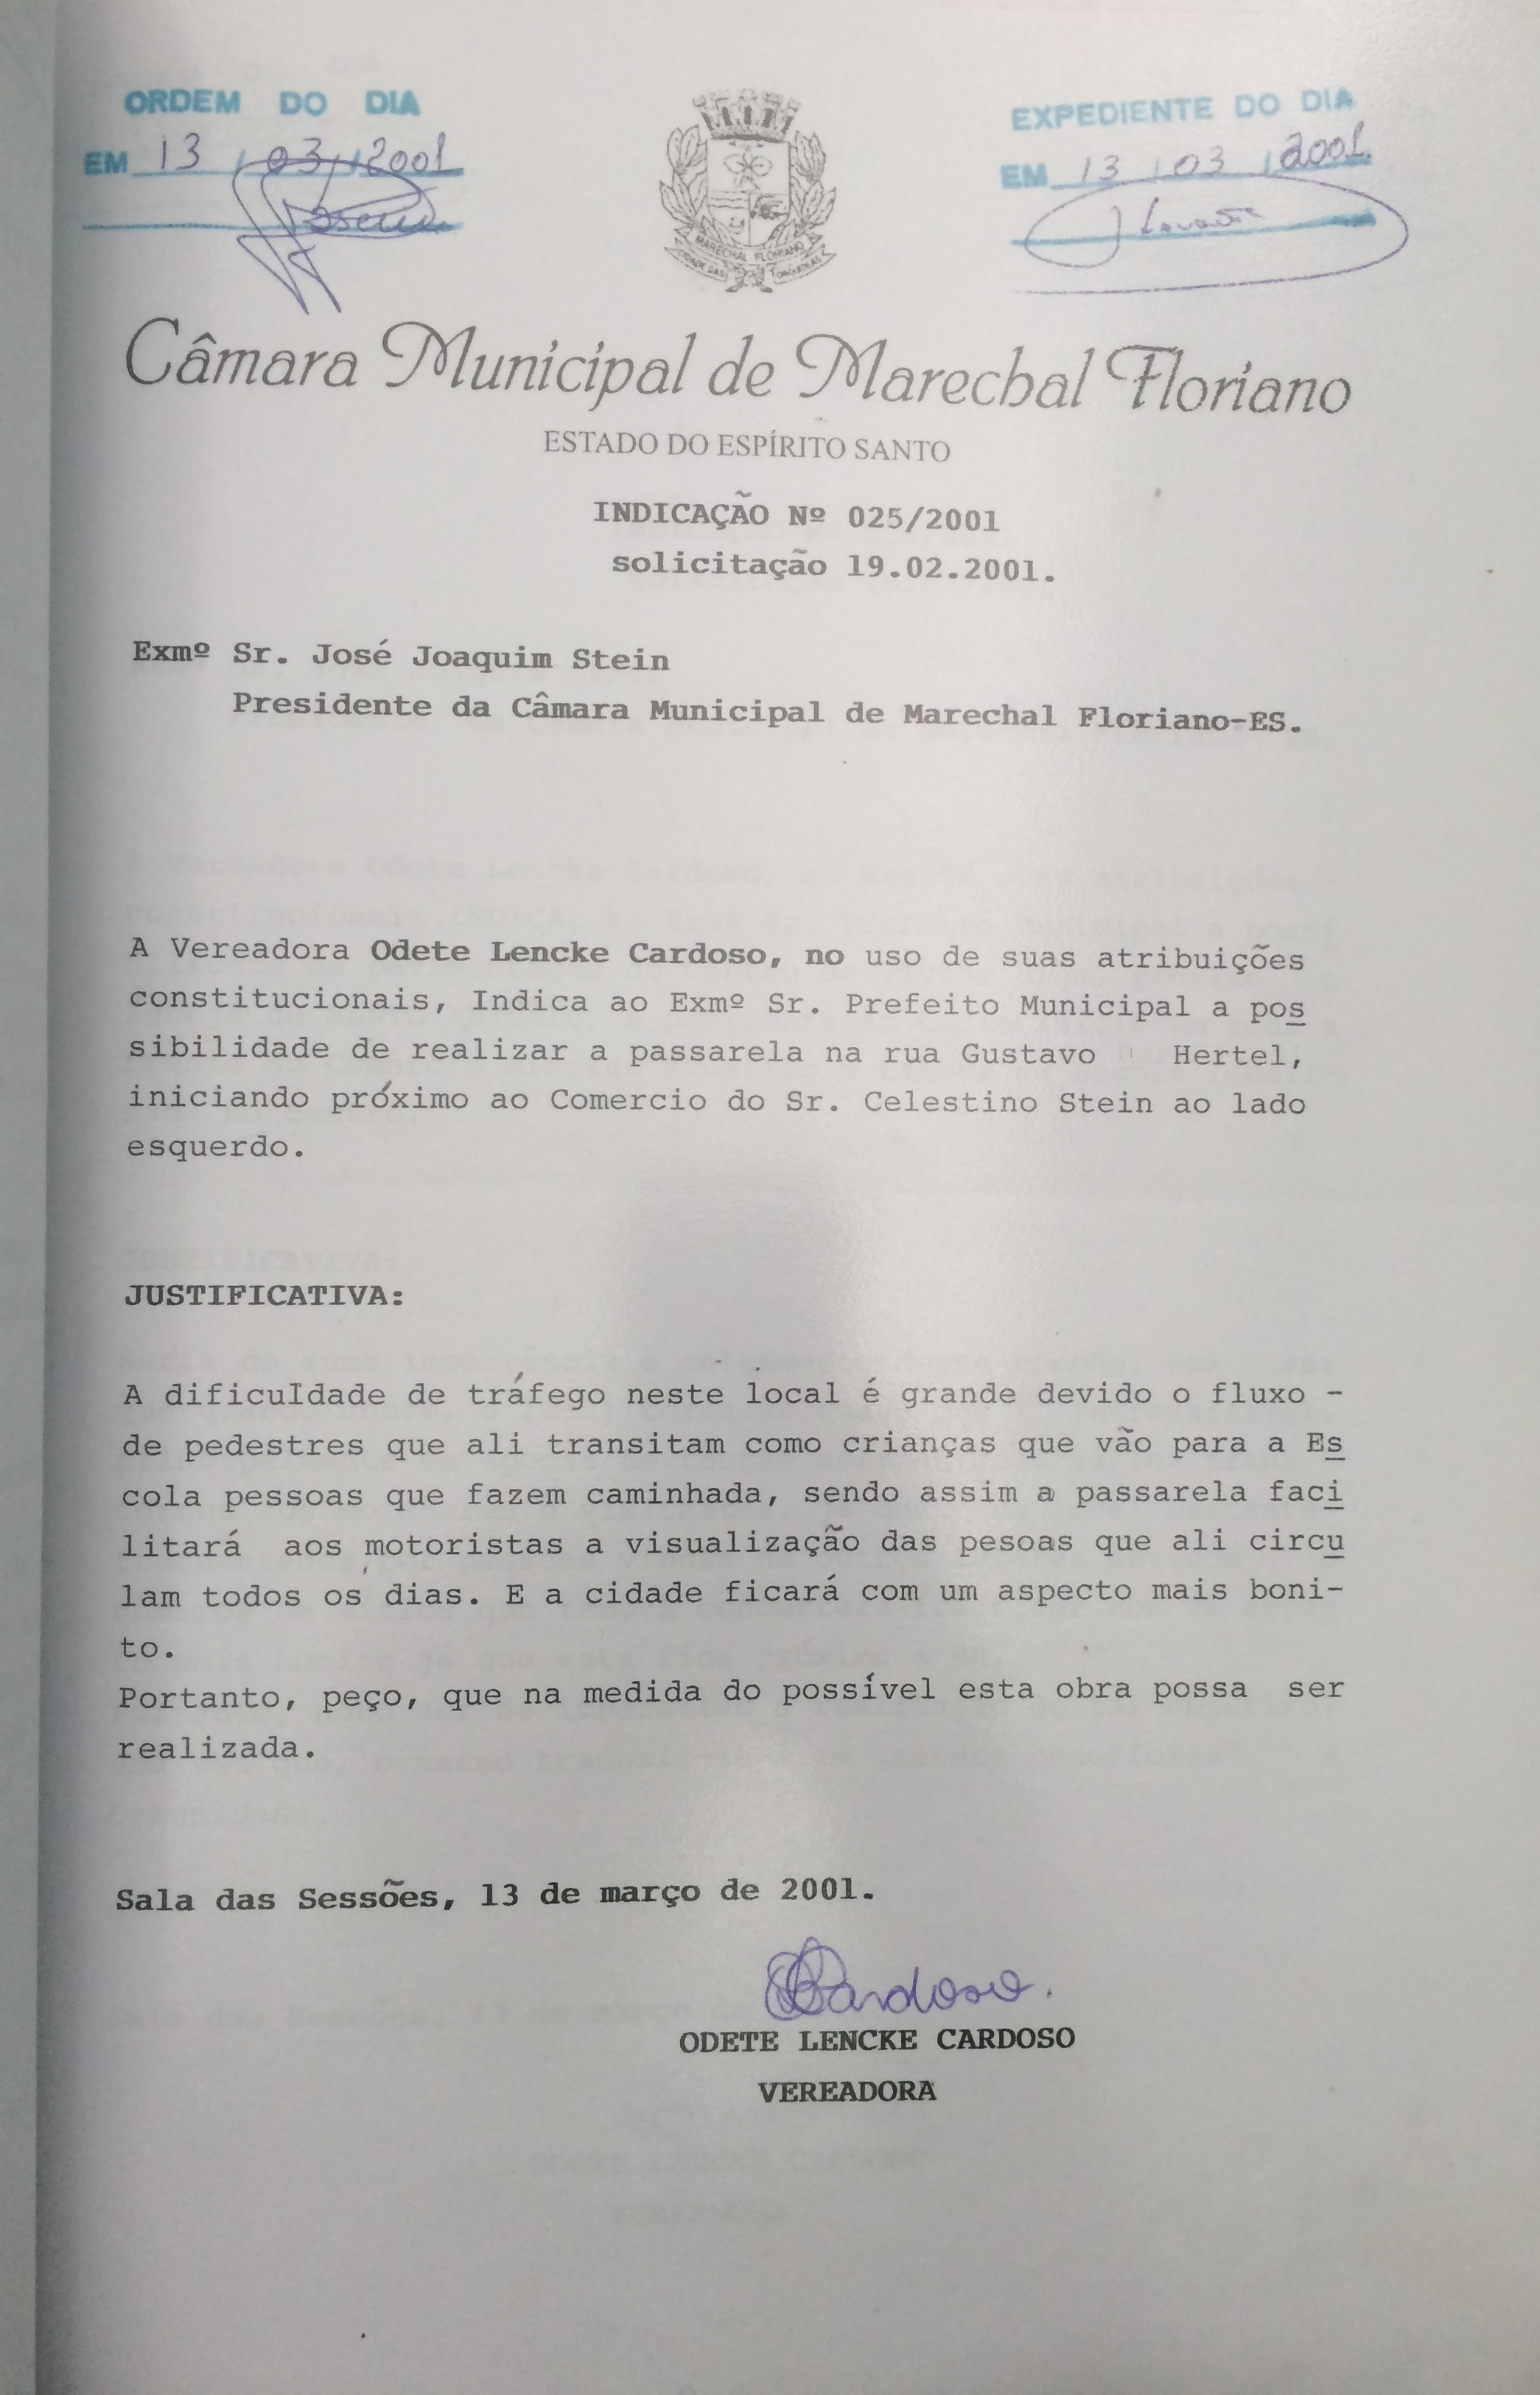 ORDEM DO DIA
EM 13 / 03 / 2001
EXPEDIENTE DO DIA
EM 13 / 03 / 2001
MARECHAL FLORIANO
CIDADE DAS ORQUÍDEAS
Câmara Municipal de Marechal Floriano
ESTADO DO ESPÍRITO SANTO
INDICAÇÃO Nº 025/2001
solicitação 19.02.2001.
Exmº Sr. José Joaquim Stein
Presidente da Câmara Municipal de Marechal Floriano-ES.
A Vereadora Odete Lencke Cardoso, no uso de suas atribuições
constitucionais, Indica ao Exmº Sr. Prefeito Municipal a pos
sibilidade de realizar a passarela na rua Gustavo Hertel,
iniciando próximo ao Comercio do Sr. Celestino Stein ao lado
esquerdo.
JUSTIFICATIVA:
A dificuldade de tráfego neste local é grande devido o fluxo -
de pedestres que ali transitam como crianças que vão para a Es
cola pessoas que fazem caminhada, sendo assim a passarela faci
litará aos motoristas a visualização das pesoas que ali circu
lam todos os dias. E a cidade ficará com um aspecto mais boni-
to.
Portanto, peço, que na medida do possível esta obra possa ser
realizada.
Sala das Sessões, 13 de março de 2001.
Cardoso.
ODETE LENCKE CARDOSO
VEREADORA